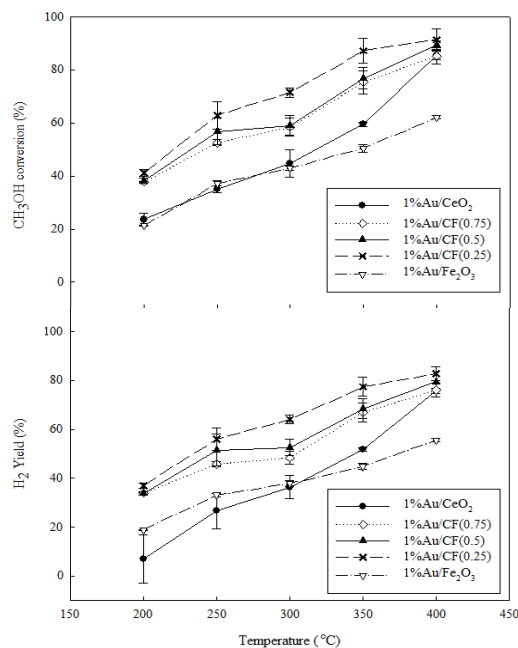 100
80
60
40
20
0
CH3OH conversion (%)
1%Au/CeO2
1%Au/CF(0.75)
1%Au/CF(0.5)
1%Au/CF(0.25)
1%Au/Fe2O3
100
80
60
40
20
0
H2 Yield (%)
1%Au/CeO2
1%Au/CF(0.75)
1%Au/CF(0.5)
1%Au/CF(0.25)
1%Au/Fe2O3
150 200 250 300 350 400 450
Temperature (°C)